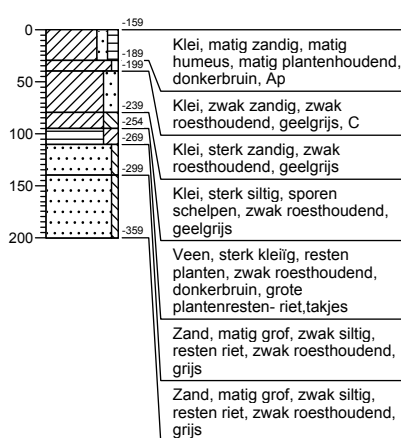 0
50
100
150
200
-159
-189
-199
-239
-254
-269
-299
-359
Klei, matig zandig, matig
humeus, matig plantenhoudend,
donkerbruin, Ap
Klei, zwak zandig, zwak
roesthoudend, geelgrijs, C
Klei, sterk zandig, zwak
roesthoudend, geelgrijs
Klei, sterk siltig, sporen
schelpen, zwak roesthoudend,
geelgrijs
Veen, sterk kleiïg, resten
planten, zwak roesthoudend,
donkerbruin, grote
plantenresten- riet,takjes
Zand, matig grof, zwak siltig,
resten riet, zwak roesthoudend,
grijs
Zand, matig grof, zwak siltig,
resten riet, zwak roesthoudend,
grijs